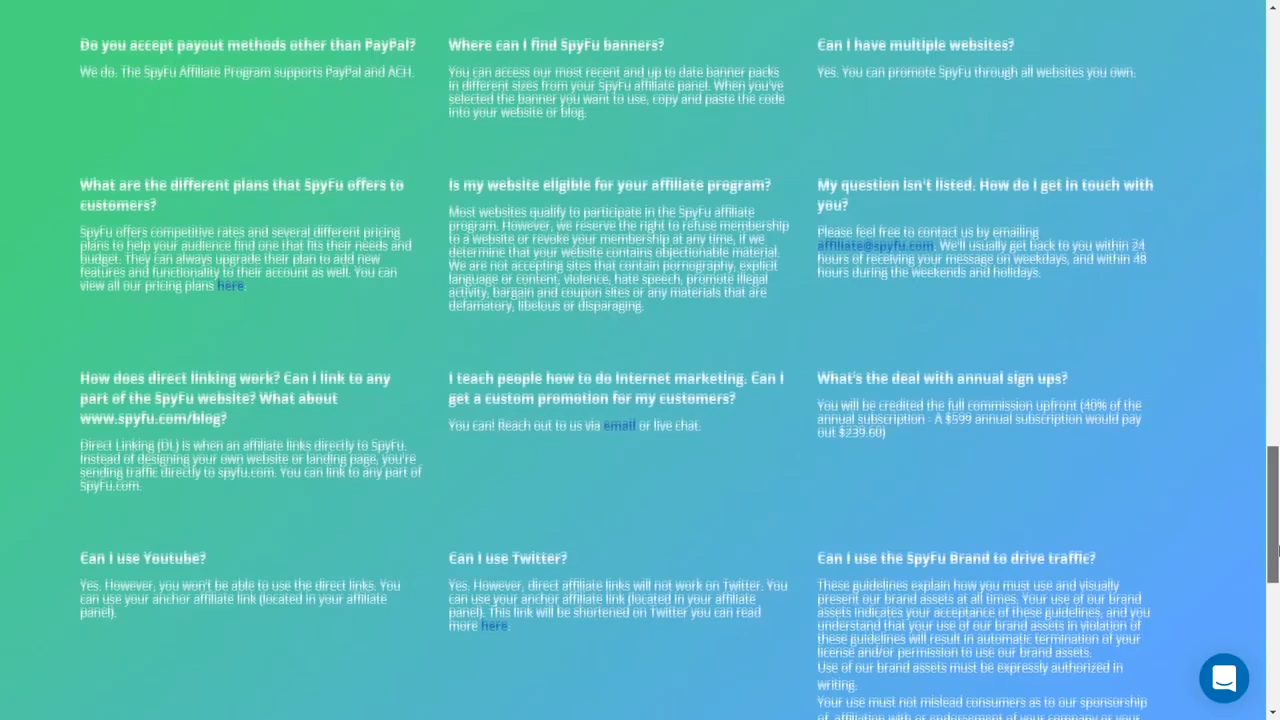 Do you accept payout methods other than PayPal?
We do. The SpyFu Affiliate Program supports PayPal and ACH.
Where can I find SpyFu banners?
You can access our most recent and up to date banner packs
in different sizes from your SpyFu affiliate panel. When you've
selected the banner you want to use, copy and paste the code
into your website or blog.
Can I have multiple websites?
Yes. You can promote SpyFu through all websites you own.
What are the different plans that SpyFu offers to
customers?
SpyFu offers competitive rates and several different pricing
plans to help your audience find one that fits their needs and
budget. They can always upgrade their plan to add new
features and functionality to their account as well. You can
view all our pricing plans here.
Is my website eligible for your affiliate program?
Most websites qualify to participate in the SpyFu affiliate
program. However, we reserve the right to refuse membership
to a website or revoke your membership at any time, if we
determine that your website contains objectionable material.
We are not accepting sites that contain pornography, explicit
language or content, violence, hate speech, promote illegal
activity, bargain and coupon sites or any materials that are
defamatory, libelous or disparaging.
My question isn't listed. How do I get in touch with
you?
Please feel free to contact us by emailing
affiliate@spyfu.com. We'll usually get back to you within 24
hours of receiving your message on weekdays, and within 48
hours during the weekends and holidays.
How does direct linking work? Can I link to any
part of the SpyFu website? What about
www.spyfu.com/blog?
Direct Linking (DL) is when an affiliate links directly to SpyFu.
Instead of designing your own website or landing page, you're
sending traffic directly to spyfu.com. You can link to any part of
SpyFu.com.
I teach people how to do Internet marketing. Can I
get a custom promotion for my customers?
You can! Reach out to us via email or live chat.
What's the deal with annual sign ups?
You will be credited the full commission upfront (40% of the
annual subscription - A $599 annual subscription would pay
out $239.60)
Can I use Youtube?
Yes. However, you won't be able to use the direct links. You
can use your anchor affiliate link (located in your affiliate
panel).
Can I use Twitter?
Yes. However, direct affiliate links will not work on Twitter. You
can use your anchor affiliate link (located in your affiliate
panel). This link will be shortened on Twitter you can read
more here.
Can I use the SpyFu Brand to drive traffic?
These guidelines explain how you must use and visually
present our brand assets at all times. Your use of our brand
assets indicates your acceptance of these guidelines, and you
understand that your use of our brand assets in violation of
these guidelines will result in automatic termination of your
license and/or permission to use our brand assets.
Use of our brand assets must be expressly authorized in
writing.
Your use must not mislead consumers as to our sponsorship
of, affiliation with or endorsement of your company or your